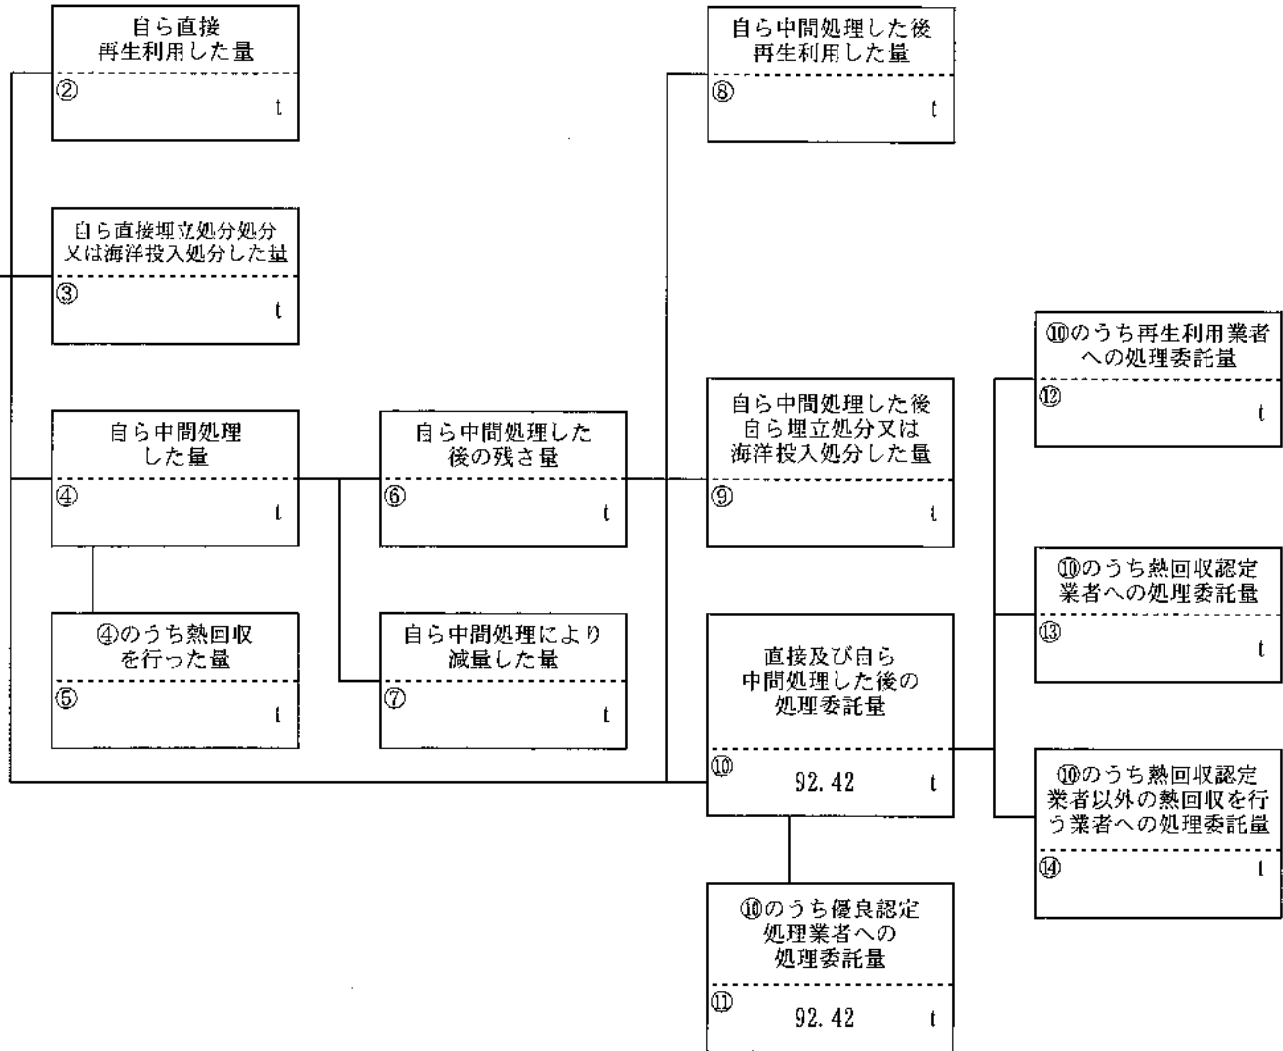 自ら直接
再生利用した量
②
t
自ら中間処理した後
再生利用した量
⑧
t
自ら直接埋立処分処分
又は海洋投入処分した量
③
t
⑩のうち再生利用業者
への処理委託量
⑫
t
自ら中間処理
した量
④
t
自ら中間処理した
後の残さ量
⑥
t
自ら中間処理した後
自ら埋立処分又は
海洋投入処分した量
⑨
t
⑩のうち熱回収認定
業者への処理委託量
⑬
t
④のうち熱回収
を行った量
⑤
t
自ら中間処理により
減量した量
⑦
t
直接及び自ら
中間処理した後の
処理委託量
⑩
92.42 t
⑩のうち熱回収認定
業者以外の熱回収を行
う業者への処理委託量
⑭
t
⑩のうち優良認定
処理業者への
処理委託量
⑪
92.42 t